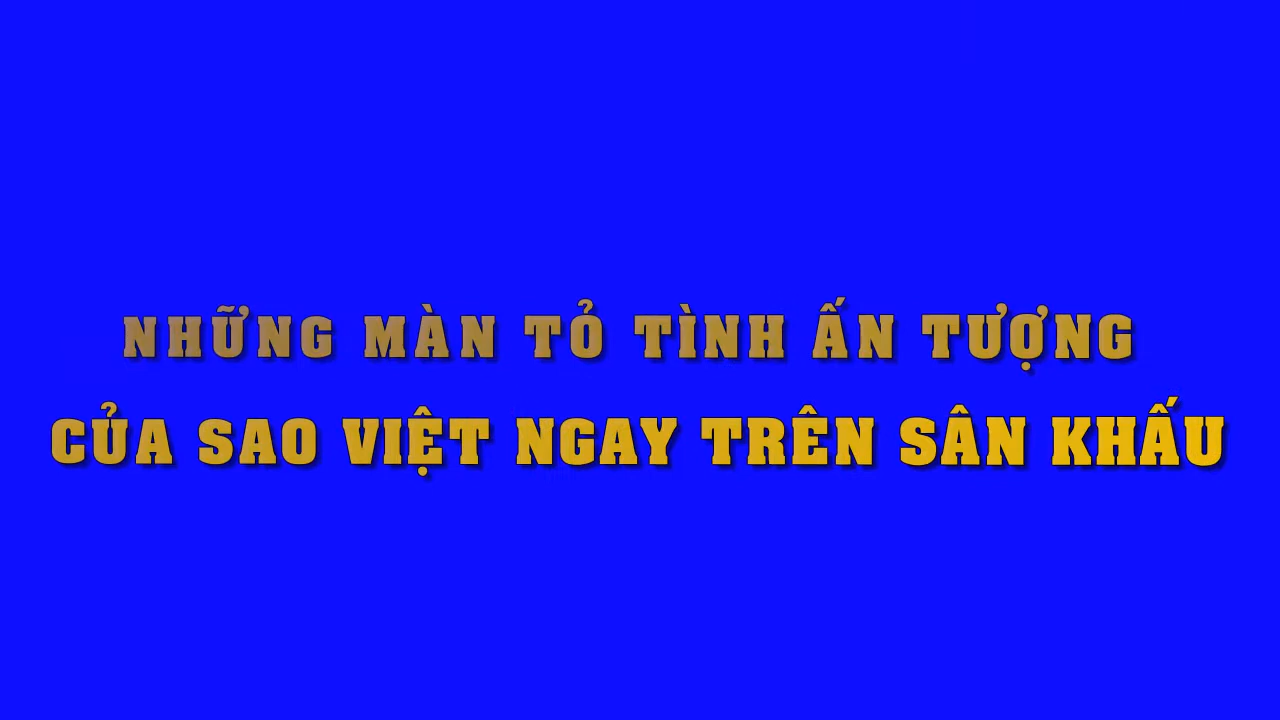 NHỮNG MÀN TỎ TÌNH ẤN TƯỢNG
CỦA SAO VIỆT NGAY TRÊN SÂN KHẤU